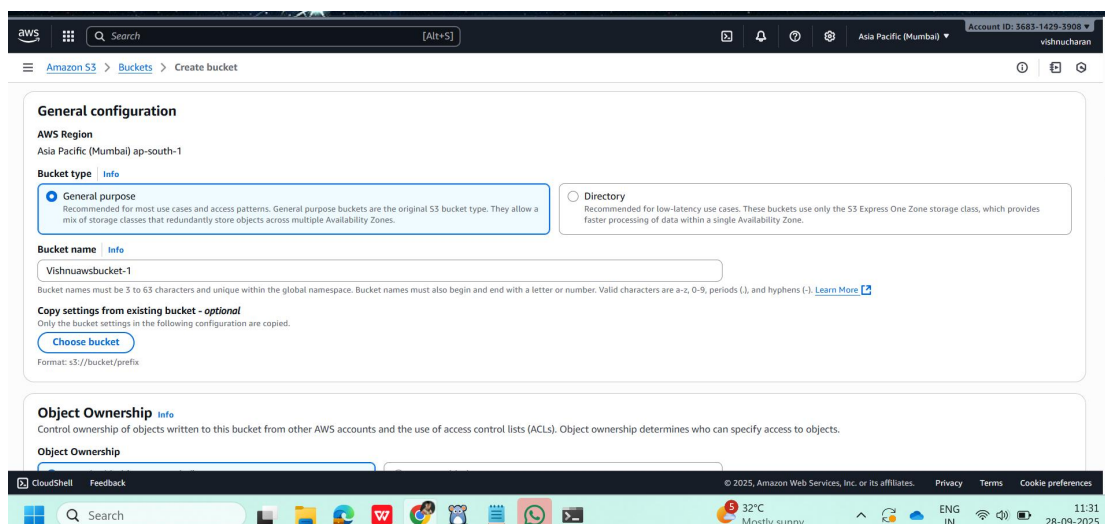 aws
Search [Alt+S]
Asia Pacific (Mumbai) ▼
Account ID: 3683-1429-3908 ▼
vishnucharan
Amazon S3 > Buckets > Create bucket
General configuration
AWS Region
Asia Pacific (Mumbai) ap-south-1
Bucket type Info
General purpose
Recommended for most use cases and access patterns. General purpose buckets are the original S3 bucket type. They allow a
mix of storage classes that redundantly store objects across multiple Availability Zones.
Directory
Recommended for low-latency use cases. These buckets use only the S3 Express One Zone storage class, which provides
faster processing of data within a single Availability Zone.
Bucket name Info
Vishnuawsbucket-1
Bucket names must be 3 to 63 characters and unique within the global namespace. Bucket names must also begin and end with a letter or number. Valid characters are a-z, 0-9, periods (.), and hyphens (-). Learn More
Copy settings from existing bucket - optional
Only the bucket settings in the following configuration are copied.
Choose bucket
Format: s3://bucket/prefix
Object Ownership Info
Control ownership of objects written to this bucket from other AWS accounts and the use of access control lists (ACLs). Object ownership determines who can specify access to objects.
Object Ownership
CloudShell Feedback
© 2025, Amazon Web Services, Inc. or its affiliates. Privacy Terms Cookie preferences
Search
5
32°C
Mostly sunny
ENG
IN
11:31
28-09-2025